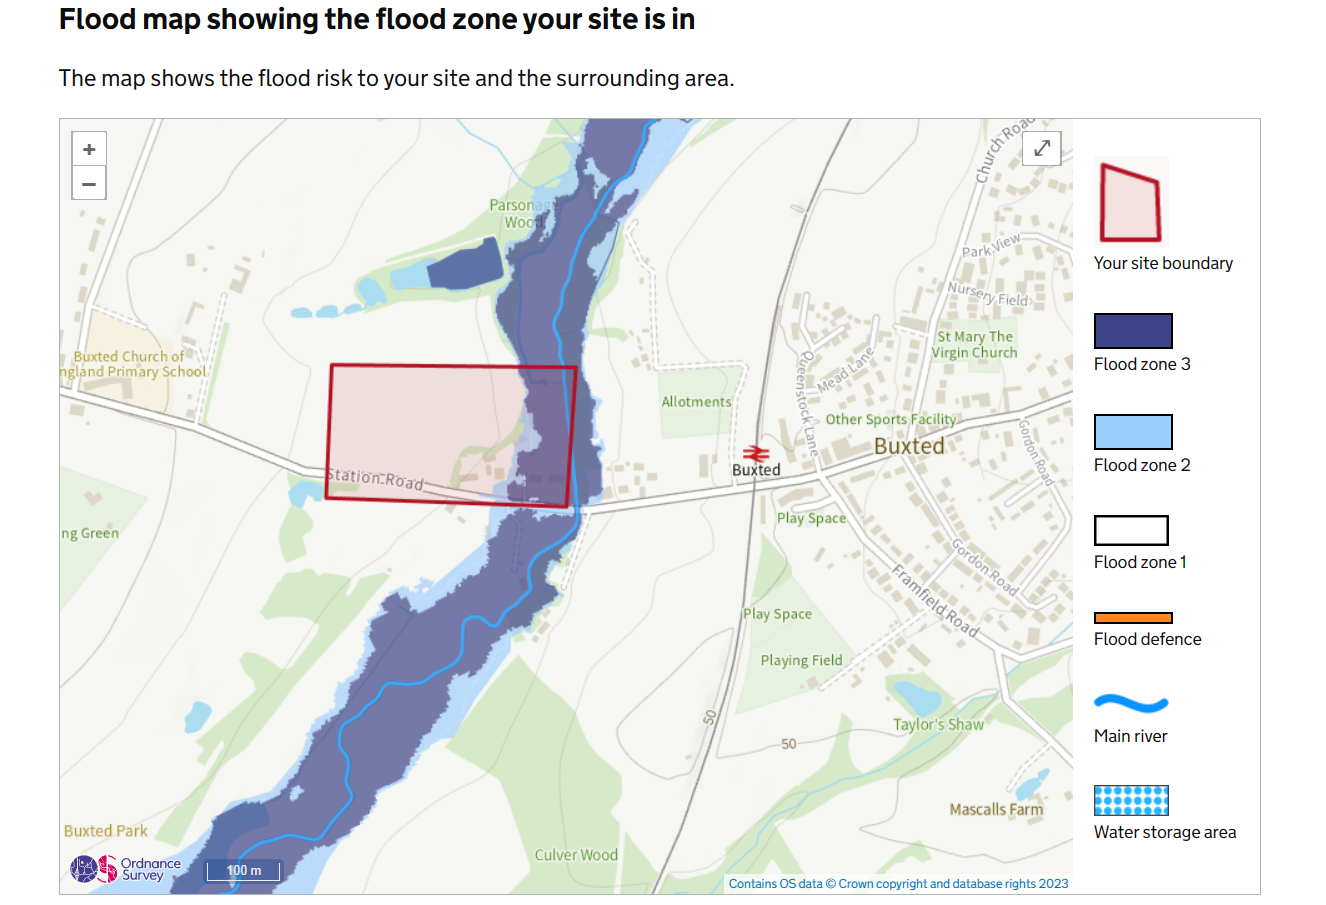 Flood map showing the flood zone your site is in
The map shows the flood risk to your site and the surrounding area.
+
−
Church Road
Parsonage
Wood
Park View
Your site boundary
Nursery Field
St Mary The
Virgin Church
Buxted Church of
ngland Primary School
Flood zone 3
Queenstock Lane
Mead Lane
Allotments
Other Sports Facility
Buxted
Gordon Road
Flood zone 2
Buxted
Station Road
Play Space
ng Green
Gordon Road
Flood zone 1
Framfield Road
Play Space
Flood defence
Playing Field
50
Taylor's Shaw
Main river
50
Mascalls Farm
Buxted Park
Water storage area
Culver Wood
Ordnance
Survey
100 m
Contains OS data © Crown copyright and database rights 2023